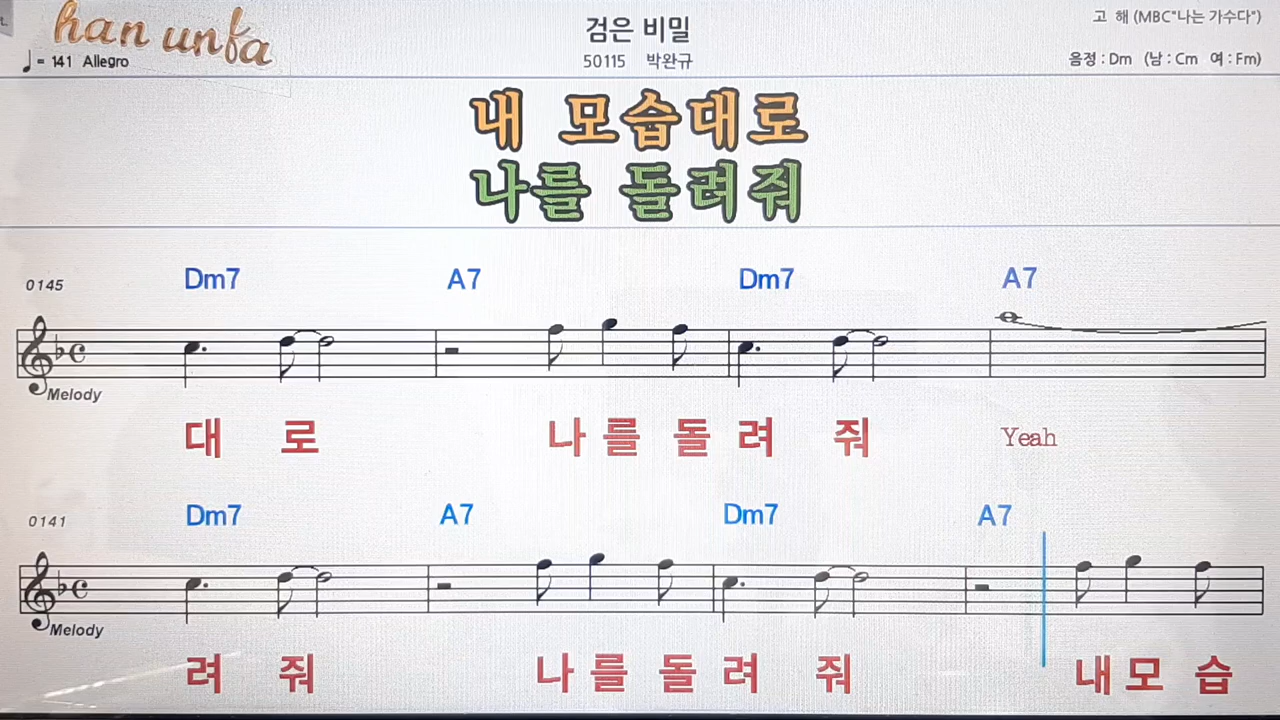 han unfa
검은 비밀
고 해 (MBC"나는 가수다")
♩= 141 Allegro
50115 박완규
음정 : Dm (남 : Cm 여 : Fm)
내 모습대로
나를 돌려줘
0145 Dm7 A7 Dm7 A7
Melody
대 로 나 를 돌 려 줘 Yeah
0141 Dm7 A7 Dm7 A7
Melody
려 줘 나 를 돌 려 줘 내 모 습